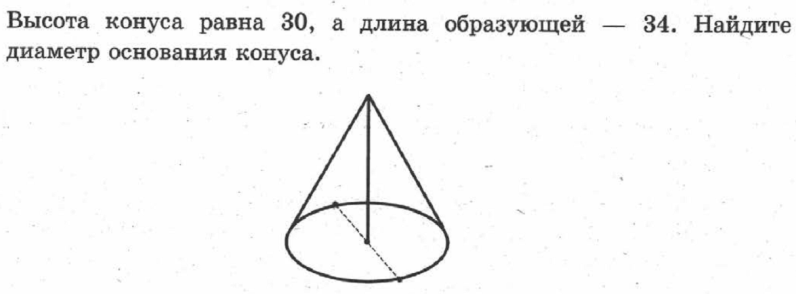 Высота конуса равна 30, а длина образующей — 34. Найдите
диаметр основания конуса.